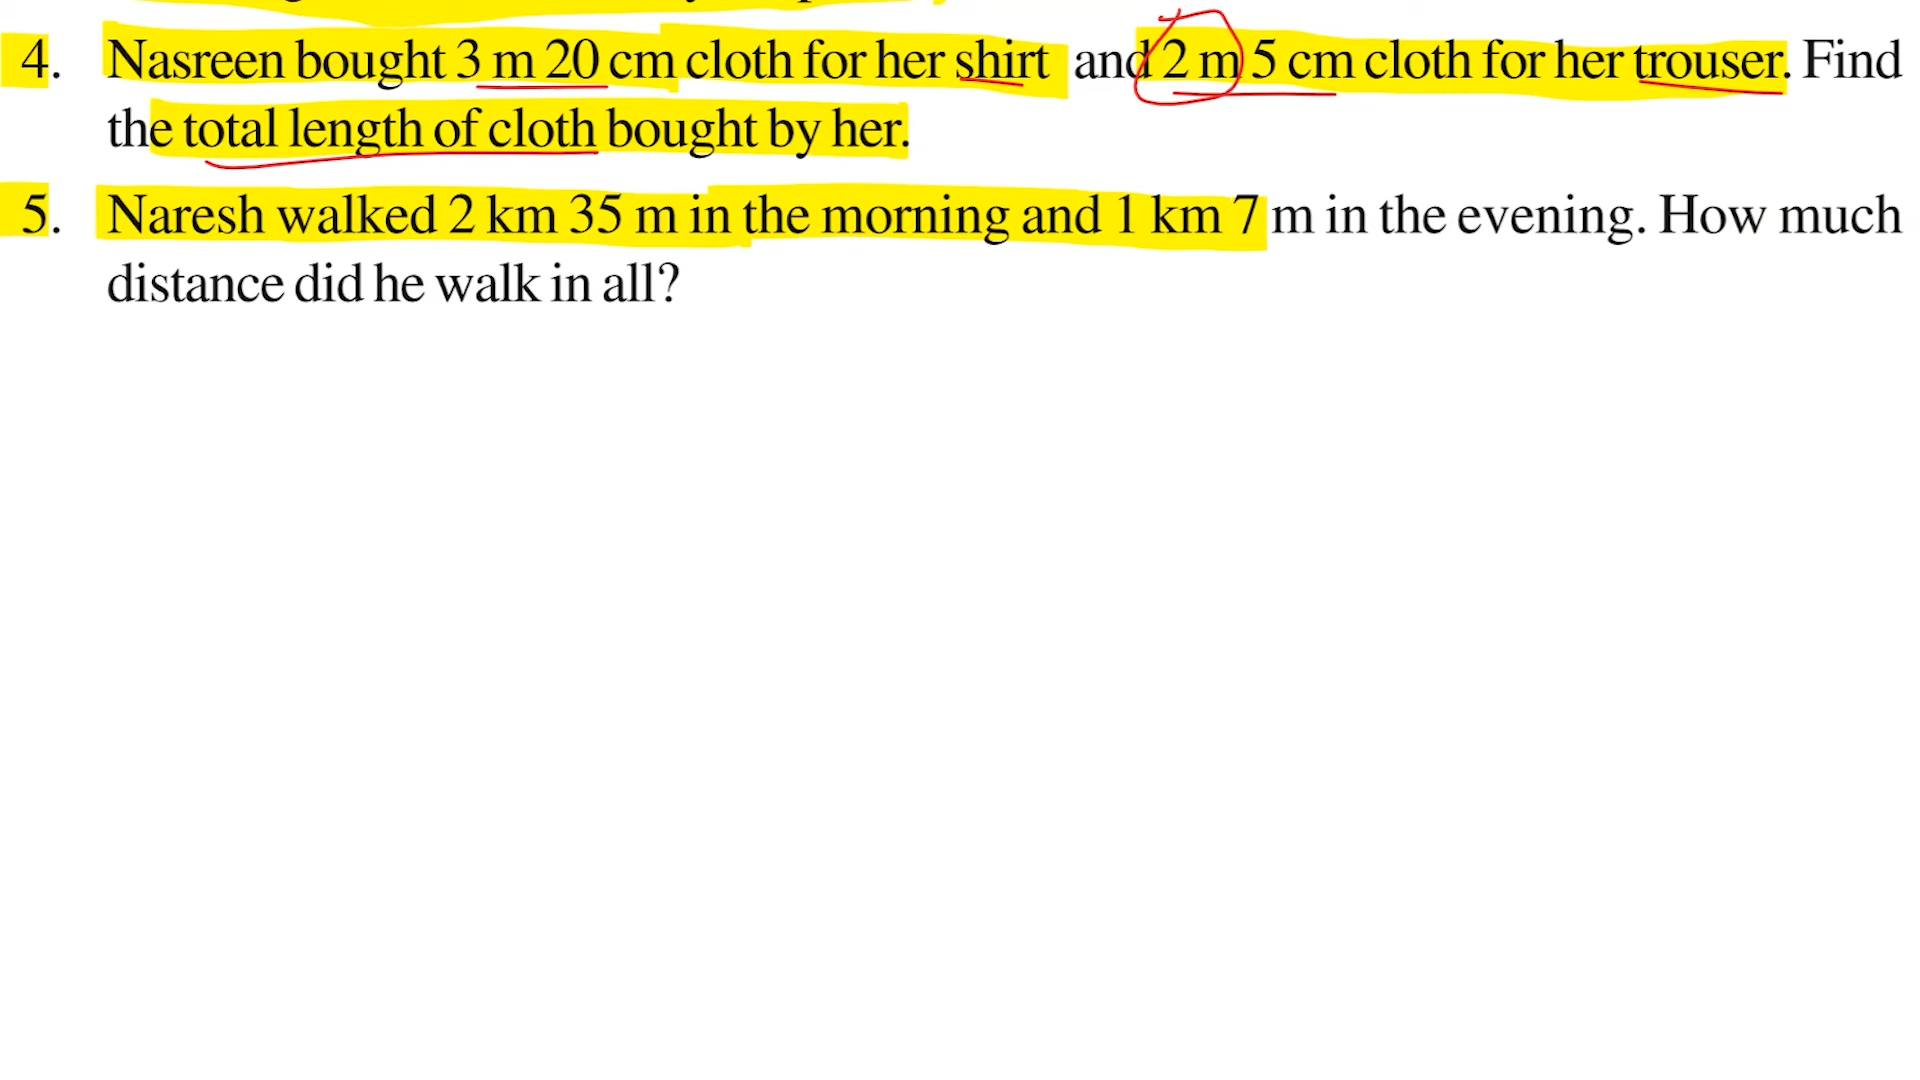 4. Nasreen bought 3 m 20 cm cloth for her shirt and 2 m 5 cm cloth for her trouser. Find
the total length of cloth bought by her.
5. Naresh walked 2 km 35 m in the morning and 1 km 7 m in the evening. How much
distance did he walk in all?